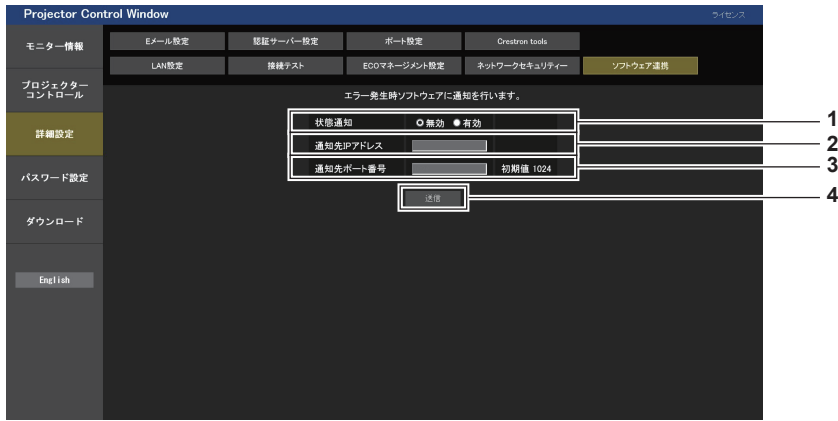 Projector Control Window
ライセンス
モニター情報
プロジェクター
コントロール
詳細設定
パスワード設定
ダウンロード
English
Eメール設定
認証サーバー設定
ポート設定
Crestron tools
LAN設定
接続テスト
ECOマネージメント設定
ネットワークセキュリティー
ソフトウェア連携
エラー発生時ソフトウェアに通知を行います。
状態通知 無効 有効
1
通知先IPアドレス
2
通知先ポート番号 初期値 1024
3
送信
4